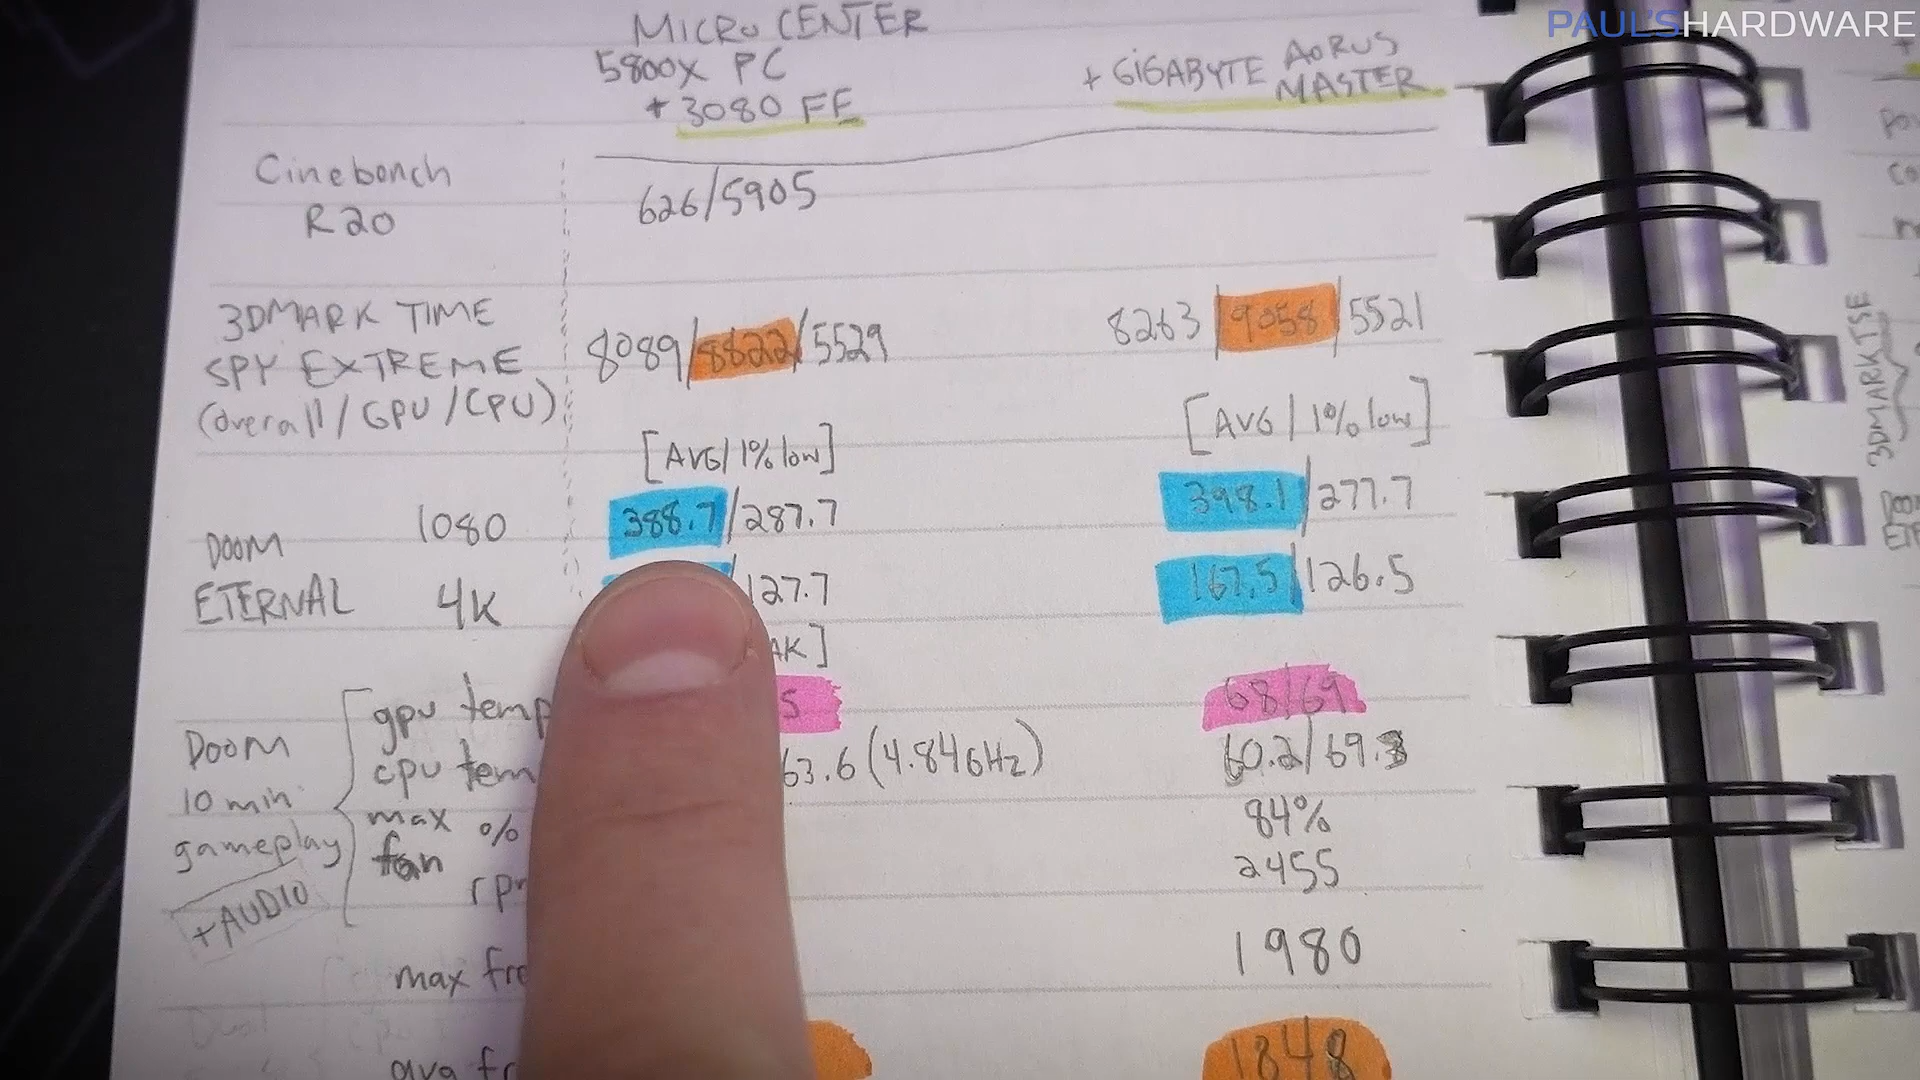 PAUL'SHARDWARE
MICRO CENTER
5800X PC
+ 3080 FE
+ GIGABYTE AORUS
MASTER
Cinebench
R20
626/5905
3DMARK TIME
SPY EXTREME
(overall/GPU/CPU)
8089/8822/5529
8263/9058/5521
[AVG/1% low]
[AVG/1% low]
DOOM
ETERNAL
1080
388.7/287.7
398.1/277.7
4K
127.7
167.5/126.5
AK]
DOOM
10 min
gameplay
+AUDIO
gpu temp
5
68/69
cpu tem
63.6 (4.84GHz)
60.2/69.3
max %
fan
84%
rp
2455
max fre
1980
avg fr
1848
3DMARK TSE